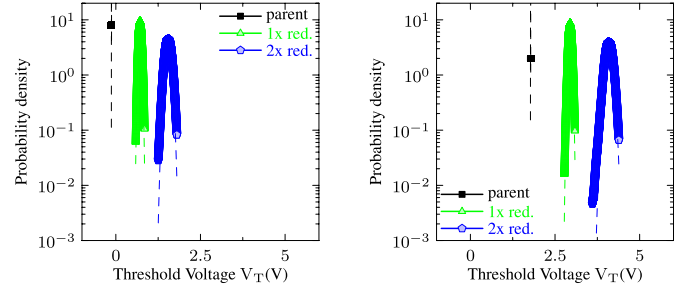 parent
1x red.
2x red.
Probability density
10¹
10⁰
10⁻¹
10⁻²
10⁻³
0
2.5
5
Threshold Voltage V_T(V)
Probability density
10¹
10⁰
10⁻¹
10⁻²
10⁻³
parent
1x red.
2x red.
0
2.5
5
Threshold Voltage V_T(V)